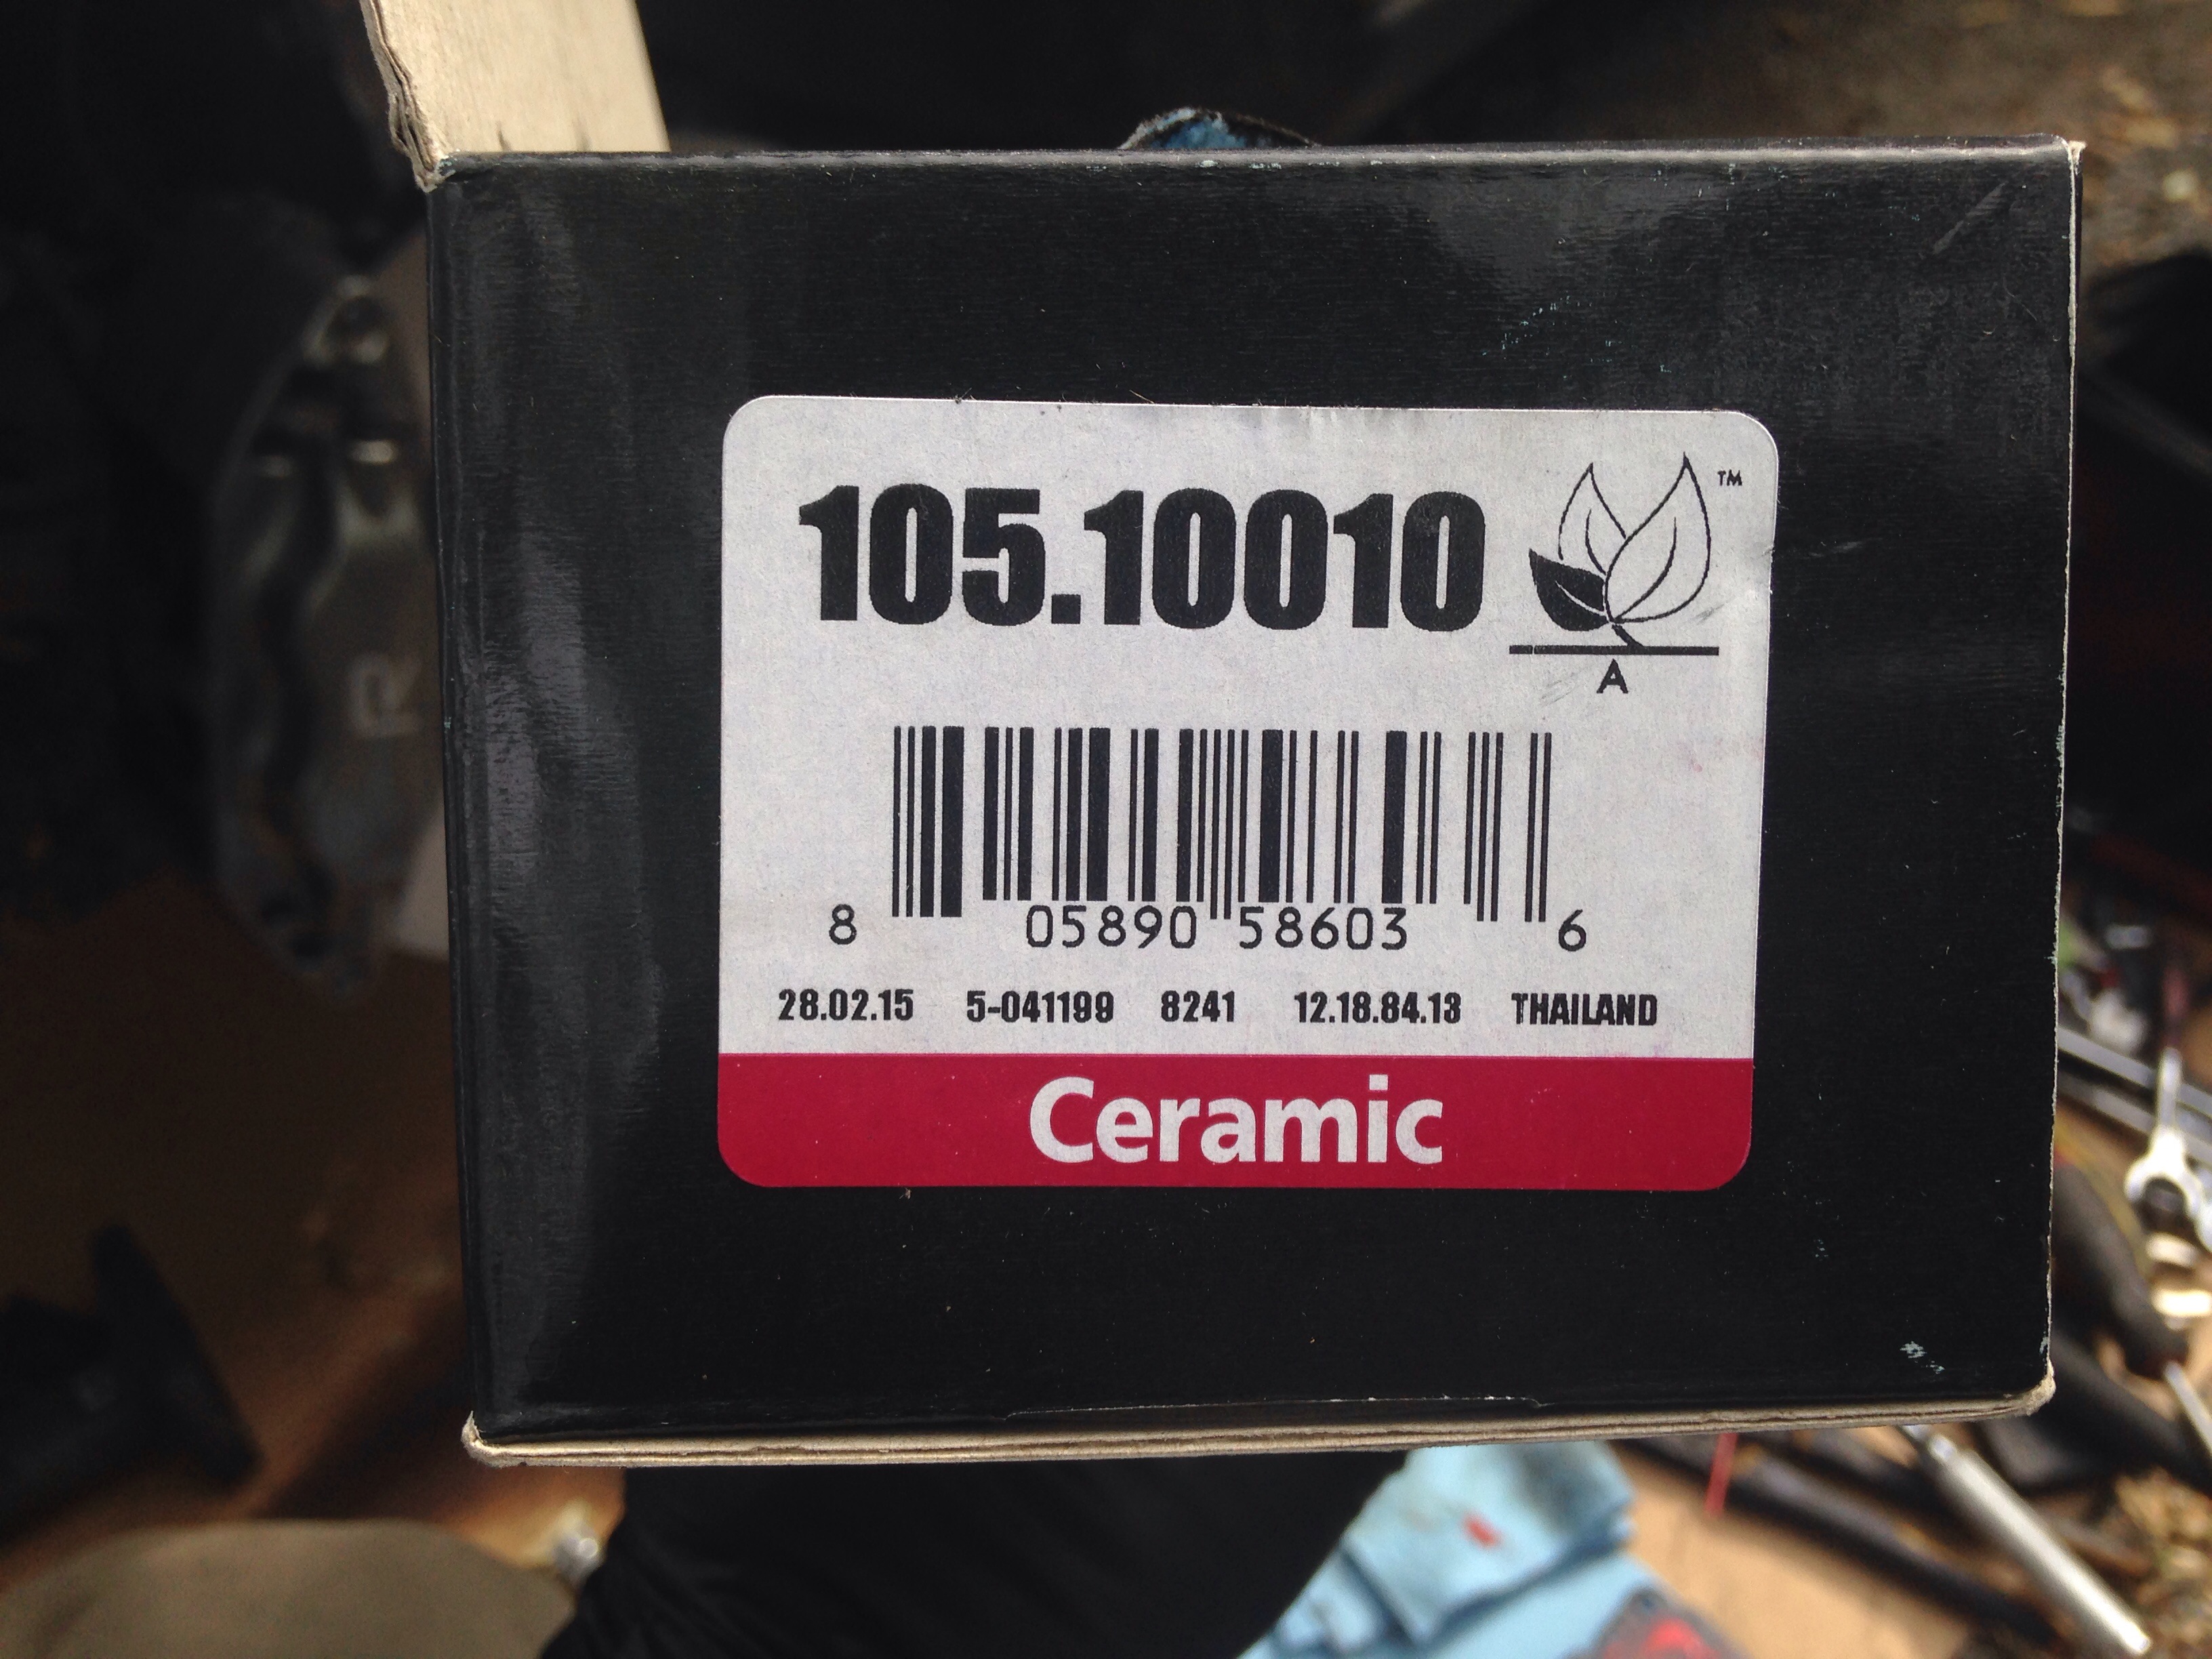 105.10010 TM
A
8 05890 58603 6
28.02.15 5-041199 8241 12.18.84.13 THAILAND
Ceramic
R